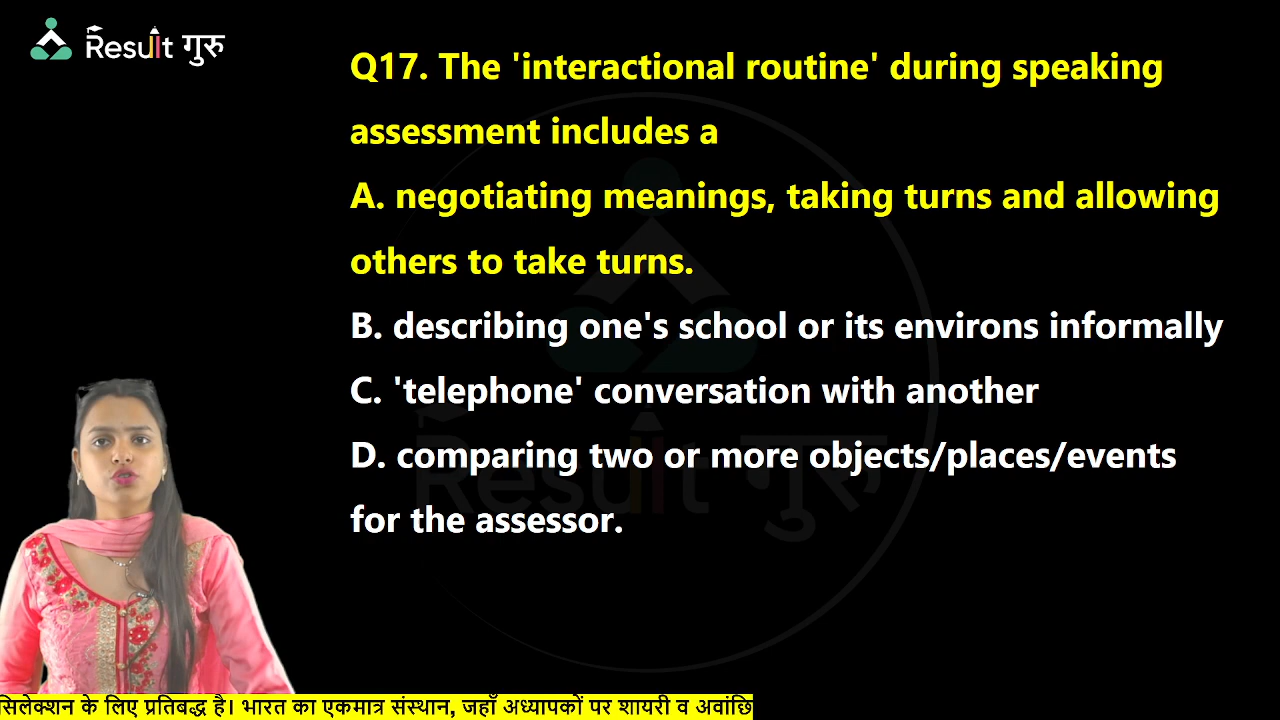 Result गुरु
Q17. The 'interactional routine' during speaking
assessment includes a
A. negotiating meanings, taking turns and allowing
others to take turns.
B. describing one's school or its environs informally
C. 'telephone' conversation with another
D. comparing two or more objects/places/events
for the assessor.
Result गुरु
सिलेक्शन के लिए प्रतिबद्ध है। भारत का एकमात्र संस्थान, जहाँ अध्यापकों पर शायरी व अवांछि